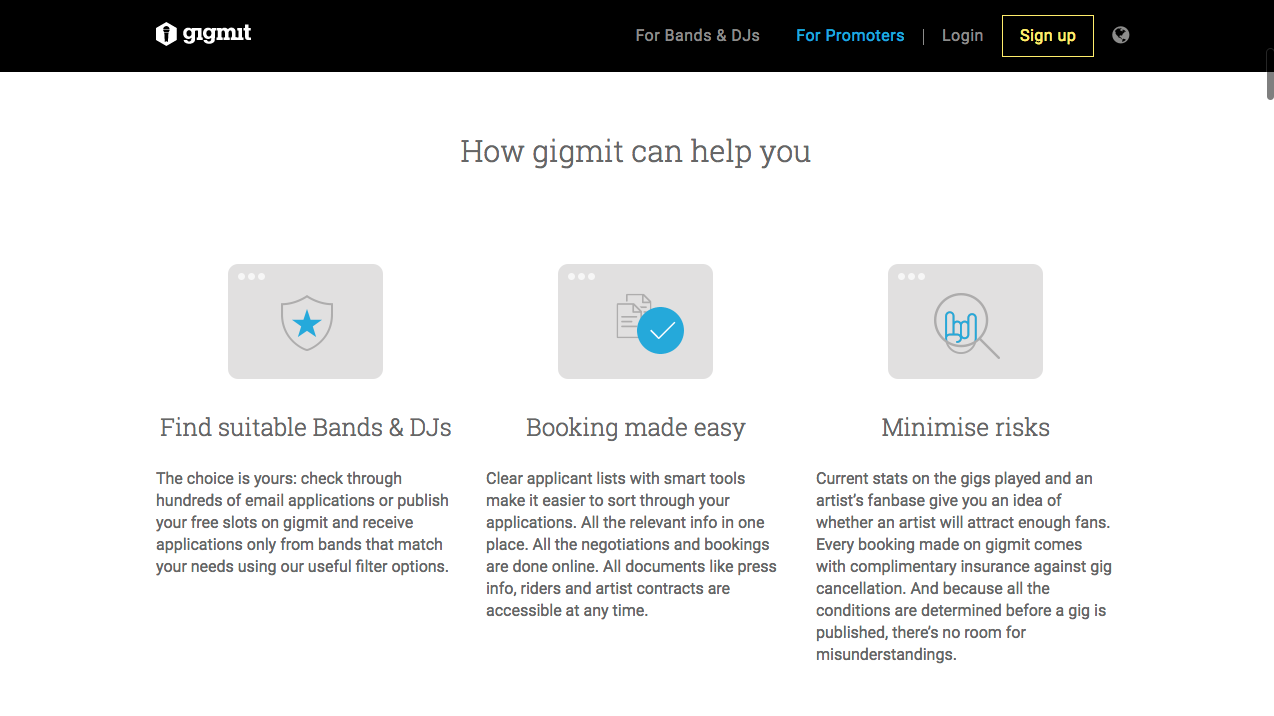 gigmit
For Bands & DJs
For Promoters
|
Login
Sign up
How gigmit can help you
Find suitable Bands & DJs
The choice is yours: check through
hundreds of email applications or publish
your free slots on gigmit and receive
applications only from bands that match
your needs using our useful filter options.
Booking made easy
Clear applicant lists with smart tools
make it easier to sort through your
applications. All the relevant info in one
place. All the negotiations and bookings
are done online. All documents like press
info, riders and artist contracts are
accessible at any time.
Minimise risks
Current stats on the gigs played and an
artist’s fanbase give you an idea of
whether an artist will attract enough fans.
Every booking made on gigmit comes
with complimentary insurance against gig
cancellation. And because all the
conditions are determined before a gig is
published, there’s no room for
misunderstandings.